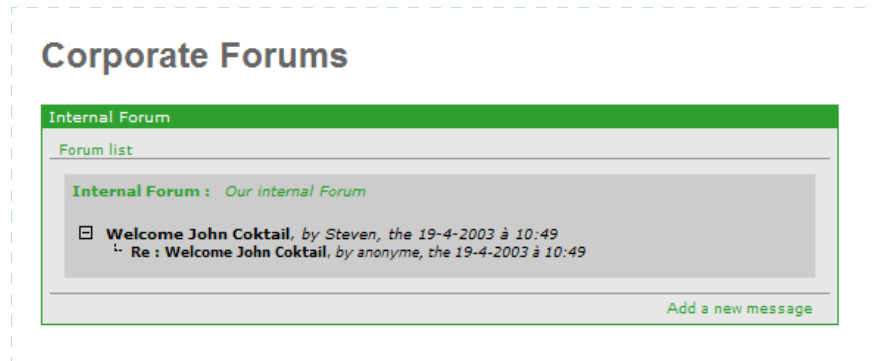 Corporate Forums
Internal Forum
Forum list
Internal Forum : Our internal Forum
Welcome John Coktail, by Steven, the 19-4-2003 à 10:49
Re : Welcome John Coktail, by anonyme, the 19-4-2003 à 10:49
Add a new message